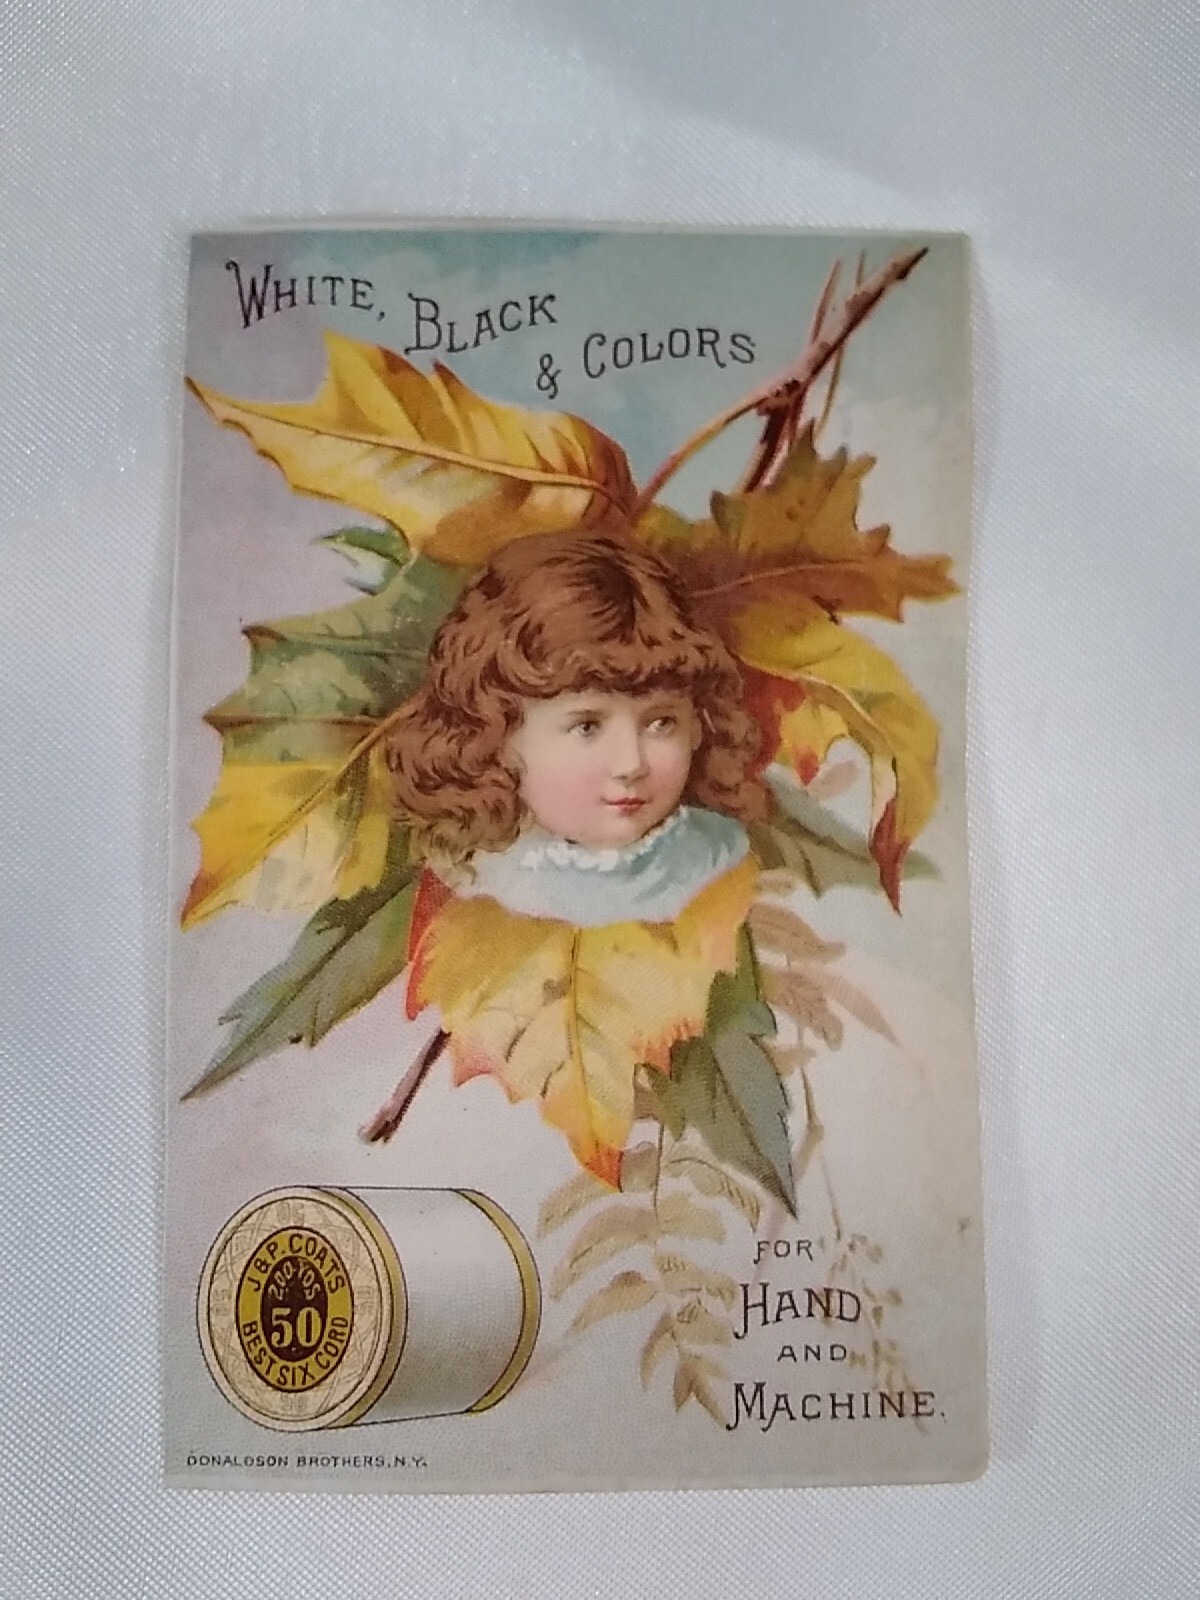 WHITE, BLACK
& COLORS
J & P. COATS
200 YDS
50
BEST SIX CORD
FOR
HAND
AND
MACHINE.
DONALDSON BROTHERS, N.Y.